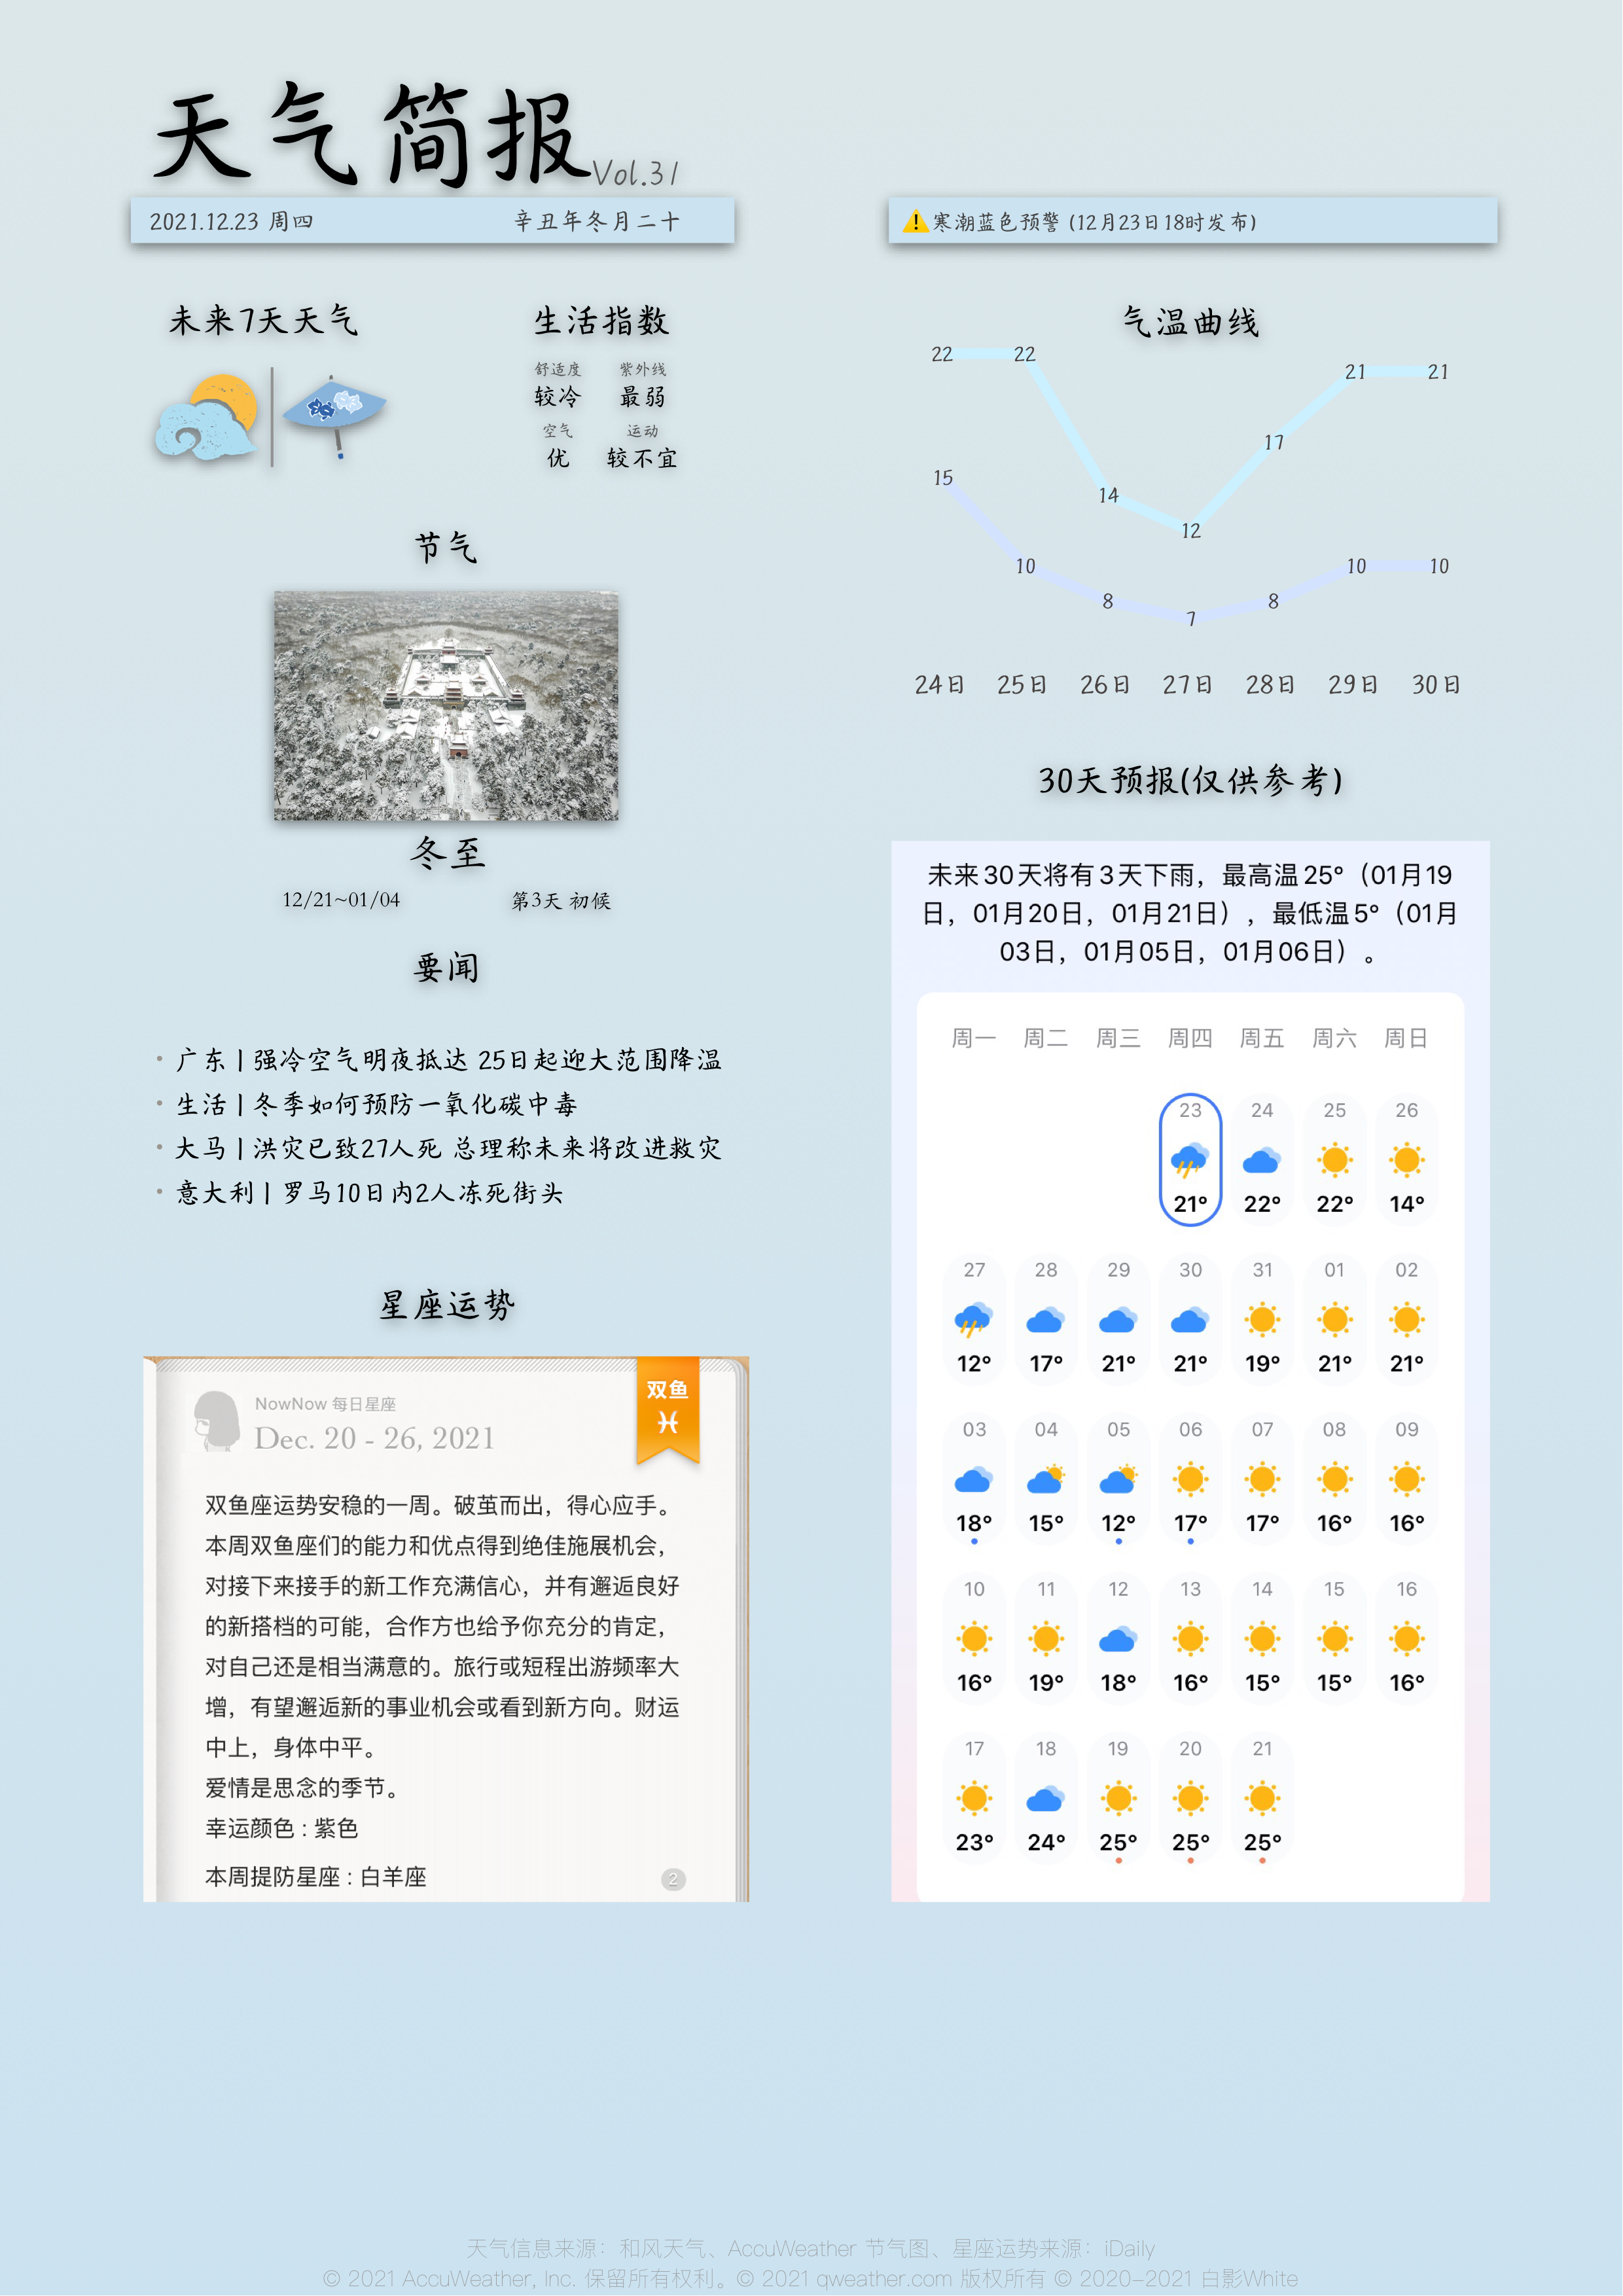 天气简报Vol.31
2021.12.23 周四 辛丑年冬月二十
未来7天天气
生活指数
舒适度 紫外线
较冷 最弱
空气 运动
优 较不宜
节气
冬至
12/21~01/04 第3天 初候
要闻
• 广东 | 强冷空气明夜抵达 25日起迎大范围降温
• 生活 | 冬季如何预防一氧化碳中毒
• 大马 | 洪灾已致27人死 总理称未来将改进救灾
• 意大利 | 罗马10日内2人冻死街头
星座运势
NowNow 每日星座
Dec. 20 - 26, 2021
双鱼
♓
双鱼座运势安稳的一周。破茧而出，得心应手。
本周双鱼座们的能力和优点得到绝佳施展机会，
对接下来接手的新工作充满信心，并有邂逅良好
的新搭档的可能，合作方也给予你充分的肯定，
对自己还是相当满意的。旅行或短程出游频率大
增，有望邂逅新的事业机会或看到新方向。财运
中上，身体中平。
爱情是思念的季节。
幸运颜色 : 紫色
本周提防星座 : 白羊座
2
寒潮蓝色预警 (12月23日18时发布)
气温曲线
22 22 14 12 17 21 21
15 10 8 7 8 10 10
24日 25日 26日 27日 28日 29日 30日
30天预报(仅供参考)
未来30天将有3天下雨，最高温25°（01月19
日，01月20日，01月21日），最低温5°（01月
03日，01月05日，01月06日）。
周一 周二 周三 周四 周五 周六 周日
23 24 25 26
21° 22° 22° 14°
27 28 29 30 31 01 02
12° 17° 21° 21° 19° 21° 21°
03 04 05 06 07 08 09
18° 15° 12° 17° 17° 16° 16°
10 11 12 13 14 15 16
16° 19° 18° 16° 15° 15° 16°
17 18 19 20 21
23° 24° 25° 25° 25°
天气信息来源：和风天气、AccuWeather 节气图、星座运势来源：iDaily
© 2021 AccuWeather, Inc. 保留所有权利。© 2021 qweather.com 版权所有 © 2020-2021 白影White